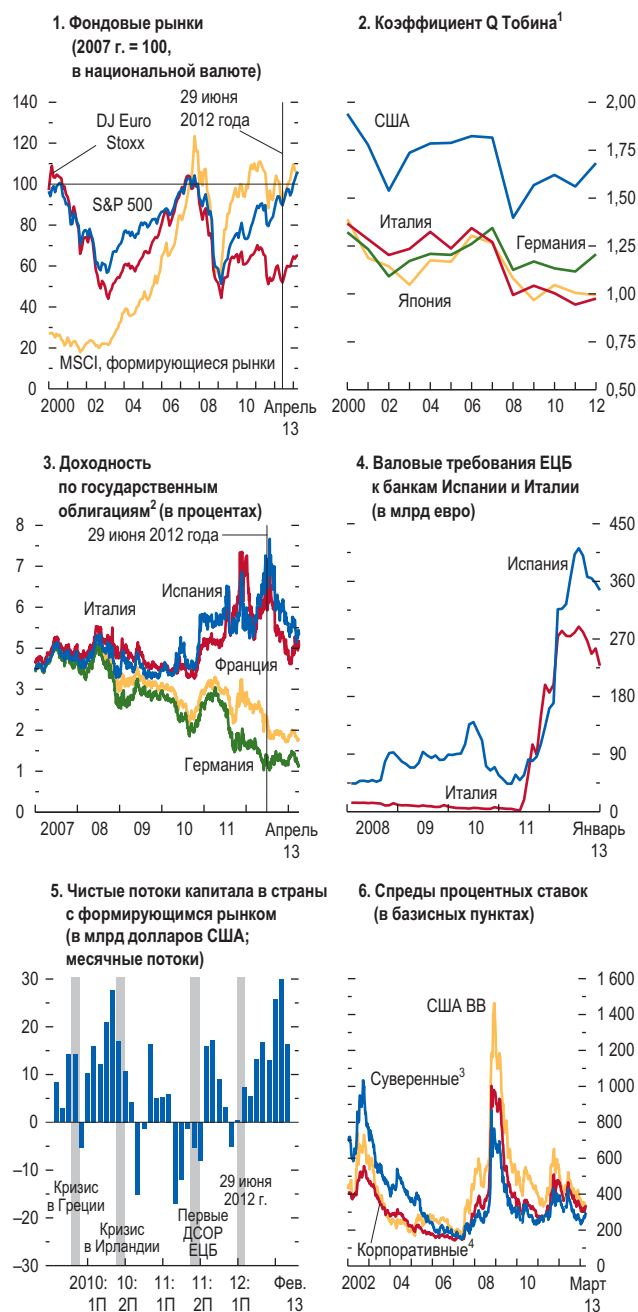 1. Фондовые рынки
(2007 г. = 100,
в национальной валюте)
140
120
100
80
60
40
20
0
29 июня
2012 года
DJ Euro
Stoxx
S&P 500
MSCI, формирующиеся рынки
2000 02 04 06 08 10 Апрель
13
2. Коэффициент Q Тобина¹
2,00
1,75
1,50
1,25
1,00
0,75
0,50
США
Италия
Германия
Япония
2000 02 04 06 08 10 12
3. Доходность
по государственным
облигациям² (в процентах)
8
7
6
5
3
2
1
0
29 июня 2012 года
Италия
Испания
Франция
Германия
2007 08 09 10 11 Апрель
13
4. Валовые требования ЕЦБ
к банкам Испании и Италии
(в млрд евро)
450
360
270
180
90
0
Испания
Италия
2008 09 10 11 Январь
13
5. Чистые потоки капитала в страны
с формирующимся рынком
(в млрд долларов США;
месячные потоки)
30
20
10
0
–10
–20
–30
Кризис
в Греции
Кризис
в Ирландии
Первые
ДСОР
ЕЦБ
29 июня
2012 г.
2010: 10: 11: 11: 12: Фев.
1П 2П 1П 2П 1П 13
6. Спреды процентных ставок
(в базисных пунктах)
1 600
1 400
1 200
1 000
800
600
400
200
0
США BB
Суверенные³
Корпоративные⁴
2002 04 06 08 10 Март
13